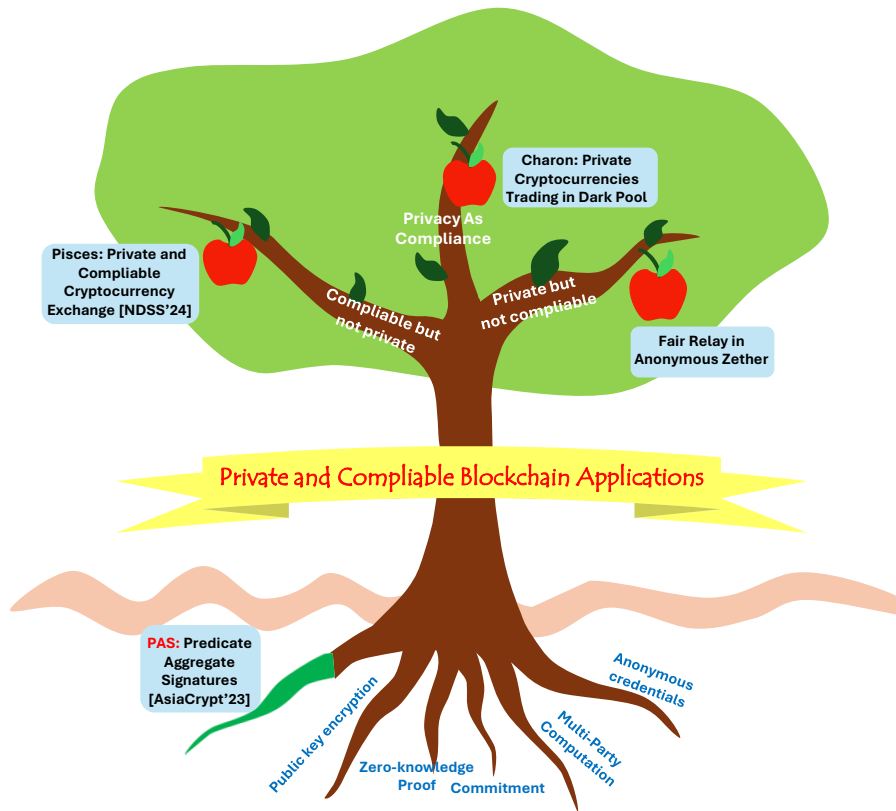 Charon: Private
Cryptocurrencies
Trading in Dark Pool
Privacy As
Compliance
Pisces: Private and
Compliable
Cryptocurrency
Exchange [NDSS’24]
Compliable but
not private
Private but
not compliable
Fair Relay in
Anonymous Zether
Private and Compliable Blockchain Applications
PAS: Predicate
Aggregate
Signatures
[AsiaCrypt’23]
Public key encryption
Zero-knowledge
Proof
Commitment
Multi-Party
Computation
Anonymous
credentials